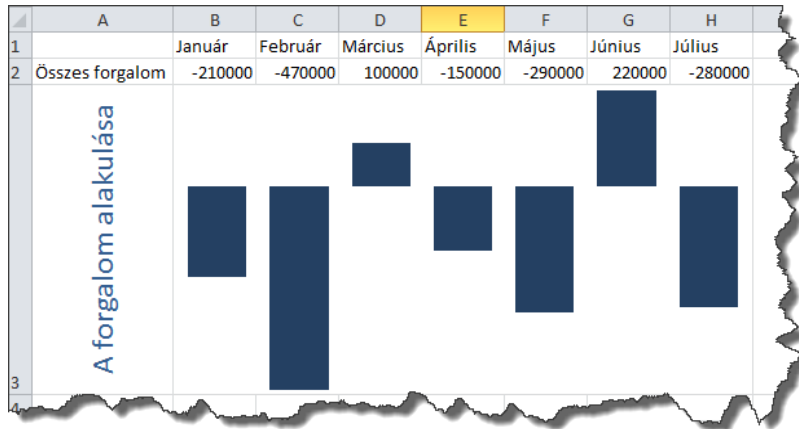 A B C D E F G H
1 Január Február Március Április Május Június Július
2 Összes forgalom -210000 -470000 100000 -150000 -290000 220000 -280000
A forgalom alakulása
3
4